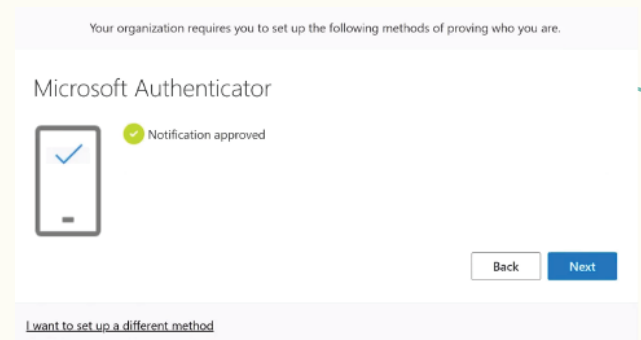 Your organization requires you to set up the following methods of proving who you are.
Microsoft Authenticator
Notification approved
Back
Next
I want to set up a different method